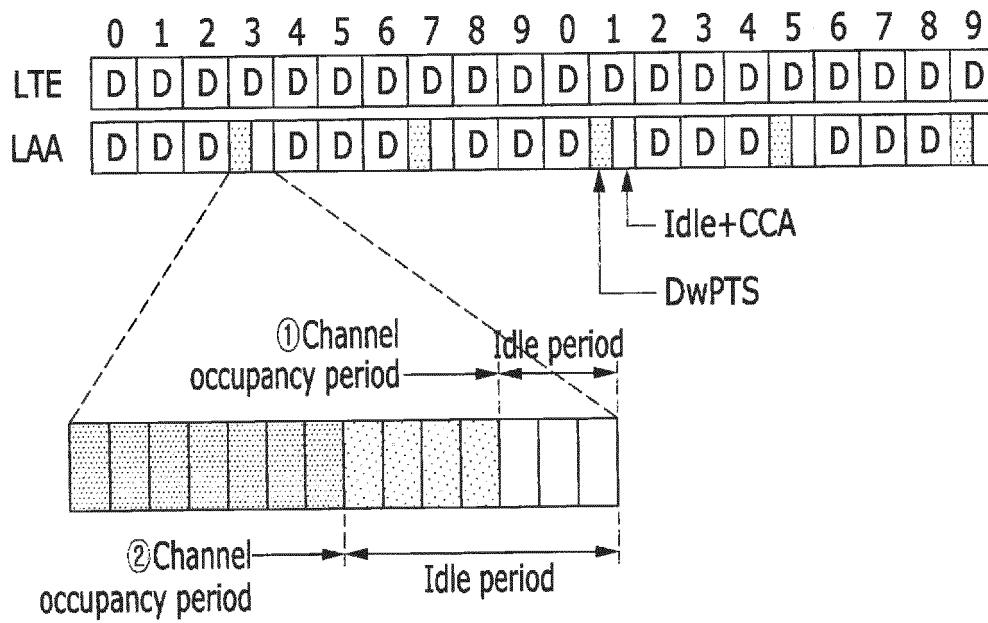 0 1 2 3 4 5 6 7 8 9 0 1 2 3 4 5 6 7 8 9
LTE D D D D D D D D D D D D D D D D D D D D
LAA D D D D D D D D D D D D D D D
Idle+CCA
DwPTS
①Channel
occupancy period
Idle period
②Channel
occupancy period
Idle period